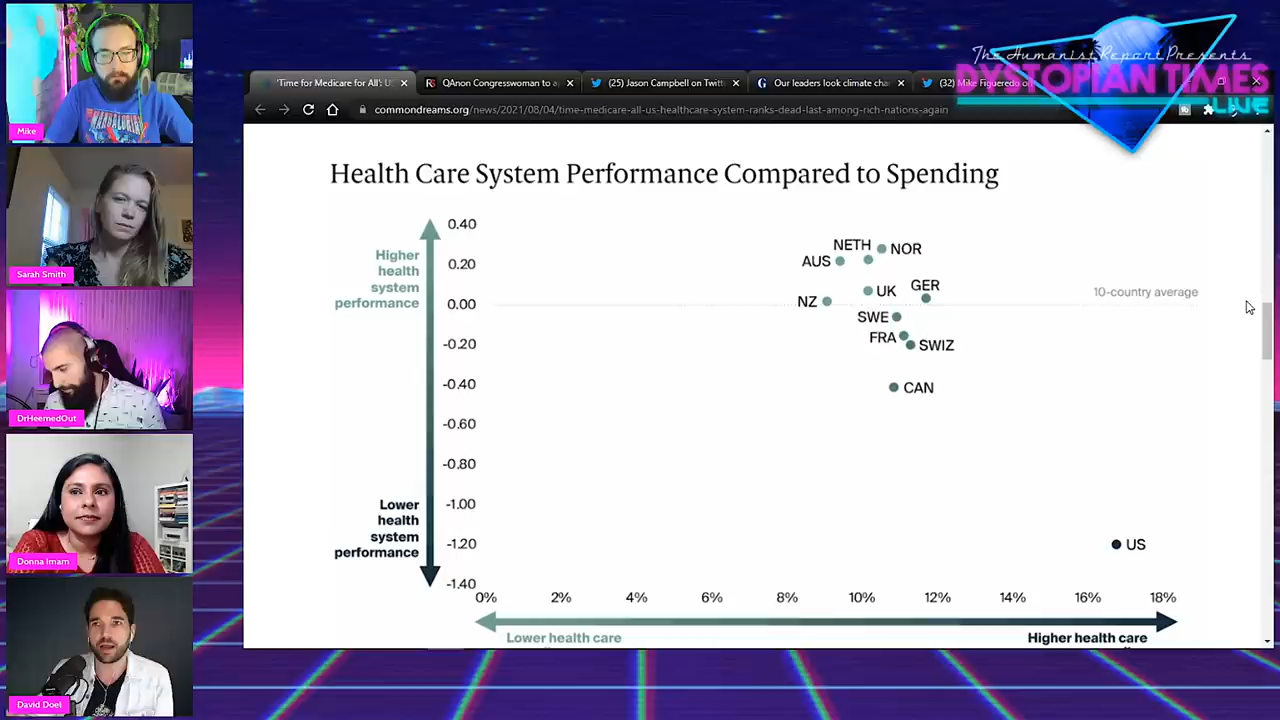 The Humanist Report Presents
DYSTOPIAN TIMES
LIVE
Mike
Sarah Smith
DrHeemedOut
Donna Imam
David Doel
'Time for Medicare for All': U
QAnon Congresswoman to
(25) Jason Campbell on Twitt
Our leaders look climate cha
(32) Mike Figueredo on
commondreams.org/news/2021/08/04/time-medicare-all-us-healthcare-system-ranks-dead-last-among-rich-nations-again
Health Care System Performance Compared to Spending
Higher
health
system
performance
Lower
health
system
performance
0.40
0.20
0.00
-0.20
-0.40
-0.60
-0.80
-1.00
-1.20
-1.40
NETH
NOR
AUS
UK
GER
NZ
SWE
FRA
SWIZ
CAN
US
10-country average
0%
2%
4%
6%
8%
10%
12%
14%
16%
18%
Lower health care
Higher health care